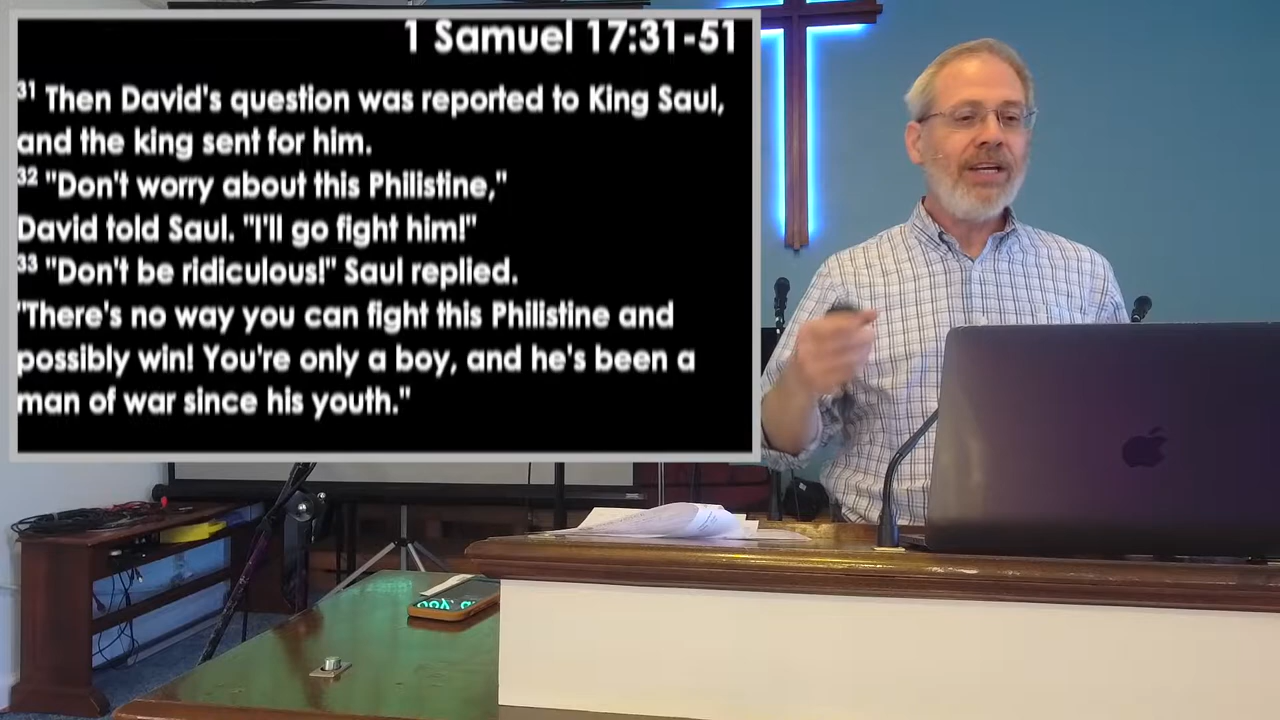 1 Samuel 17:31-51
31 Then David's question was reported to King Saul,
and the king sent for him.
32 "Don't worry about this Philistine,"
David told Saul. "I'll go fight him!"
33 "Don't be ridiculous!" Saul replied.
"There's no way you can fight this Philistine and
possibly win! You're only a boy, and he's been a
man of war since his youth."